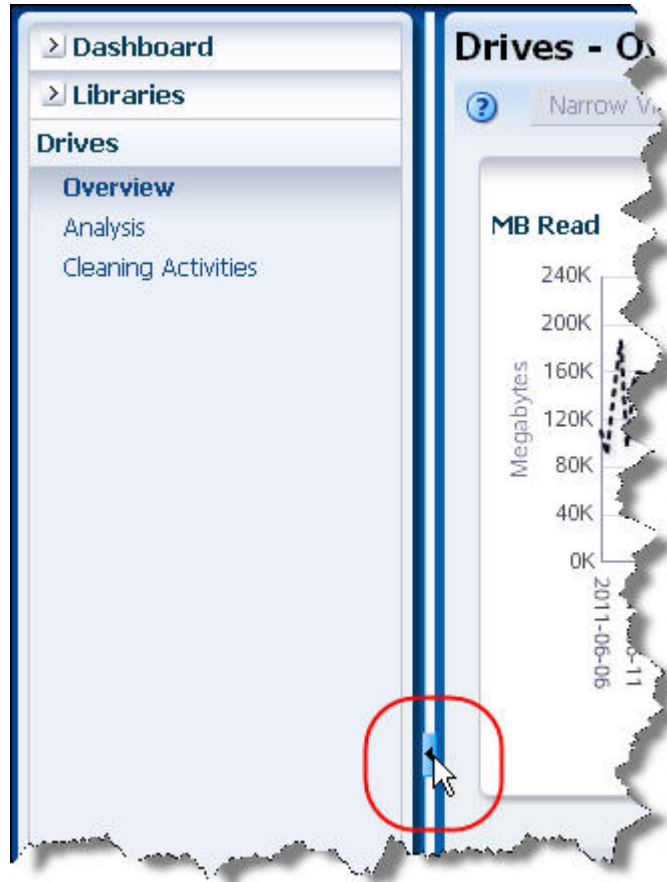 Dashboard
Libraries
Drives
Overview
Analysis
Cleaning Activities
Drives -
Narrow
MB Read
240K
200K
160K
120K
80K
40K
0K
Megabytes
2011-06-06
-11